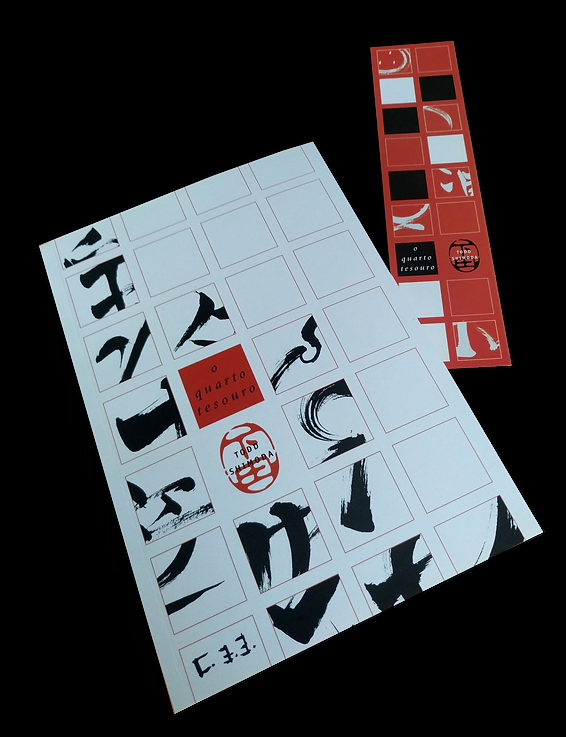 o
quarto
tesouro
TODD
SHIMODA
o
quarto
tesouro
TODD
SHIMODA